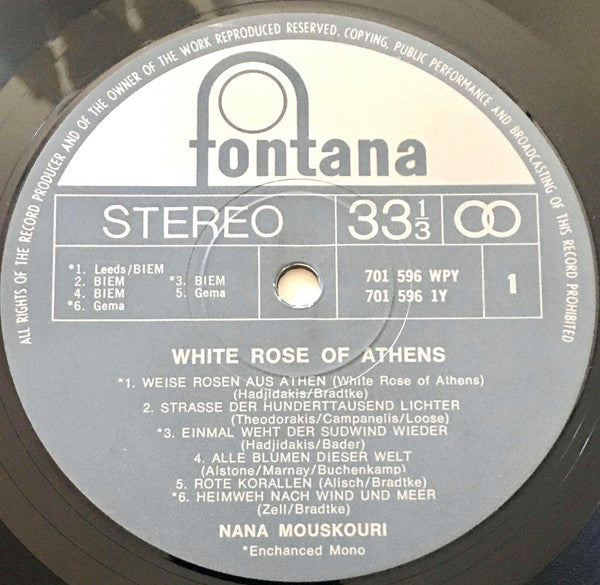 ALL RIGHTS OF THE RECORD PRODUCER AND OF THE OWNER OF THE WORK REPRODUCED RESERVED. COPYING, PUBLIC PERFORMANCE AND BROADCASTING OF THIS RECORD PROHIBITED
fontana
STEREO 33 1/3
*1. Leeds/BIEM
2. BIEM *3. BIEM
4. BIEM 5. Gema
*6. Gema
701 596 WPY
701 596 1Y
1
WHITE ROSE OF ATHENS
*1. WEISE ROSEN AUS ATHEN (White Rose of Athens)
(Hadjidakis/Bradtke)
2. STRASSE DER HUNDERTTAUSEND LICHTER
(Theodorakis/Campanelis/Loose)
*3. EINMAL WEHT DER SUDWIND WIEDER
(Hadjidakis/Bader)
4. ALLE BLUMEN DIESER WELT
(Alstone/Marnay/Buchenkamp)
5. ROTE KORALLEN (Alisch/Bradtke)
*6. HEIMWEH NACH WIND UND MEER
(Zell/Bradtke)
NANA MOUSKOURI
*Enchanced Mono